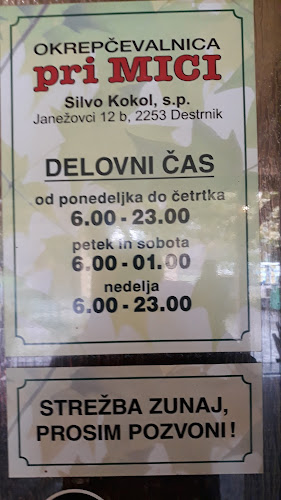 OKREPČEVALNICA
pri MICI
Silvo Kokol, s.p.
Janežovci 12 b, 2253 Destrnik
DELOVNI ČAS
od ponedeljka do četrtka
6.00 - 23.00
petek in sobota
6.00 - 01.00
nedelja
6.00 - 23.00
STREŽBA ZUNAJ,
PROSIM POZVONI!